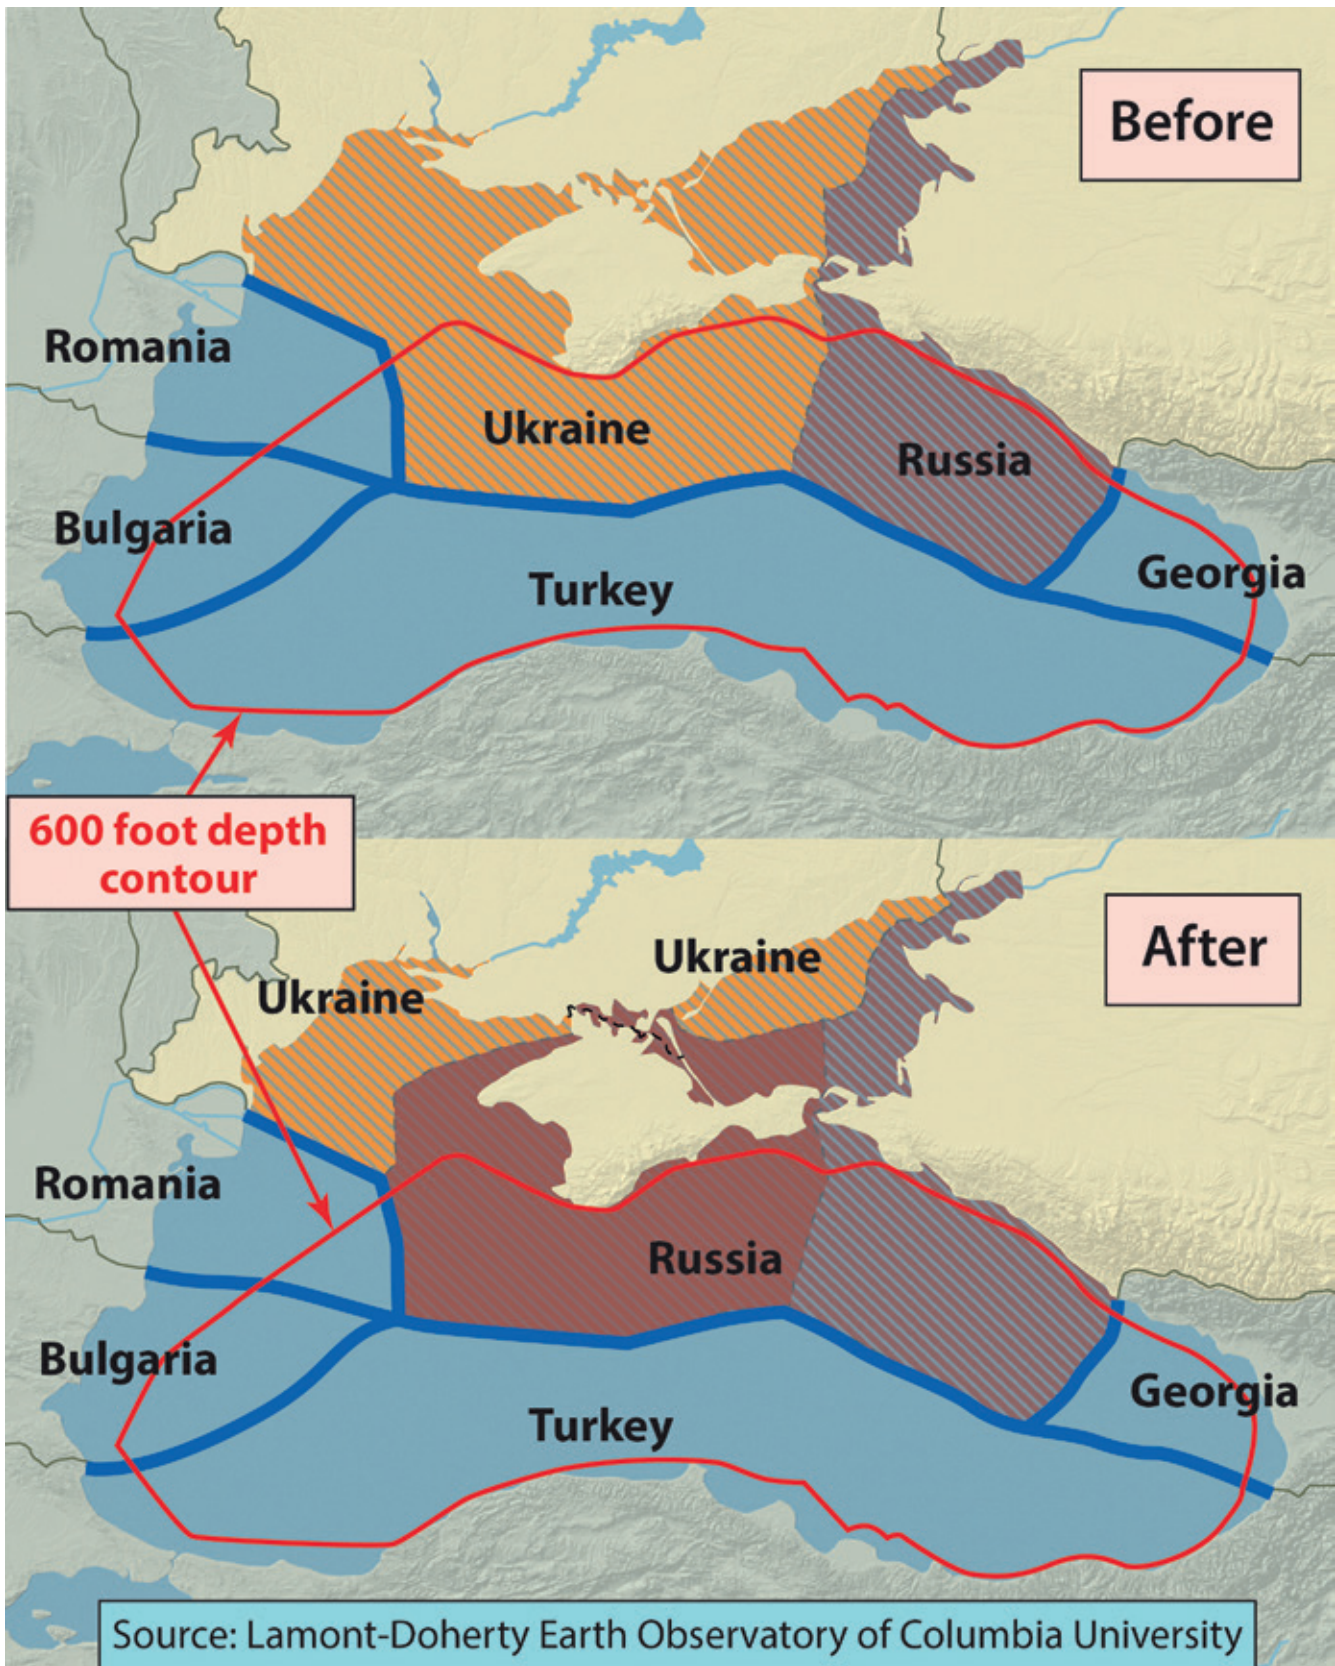 Before
Romania
Ukraine
Russia
Bulgaria
Georgia
Turkey
600 foot depth
contour
After
Ukraine
Ukraine
Romania
Russia
Bulgaria
Georgia
Turkey
Source: Lamont-Doherty Earth Observatory of Columbia University